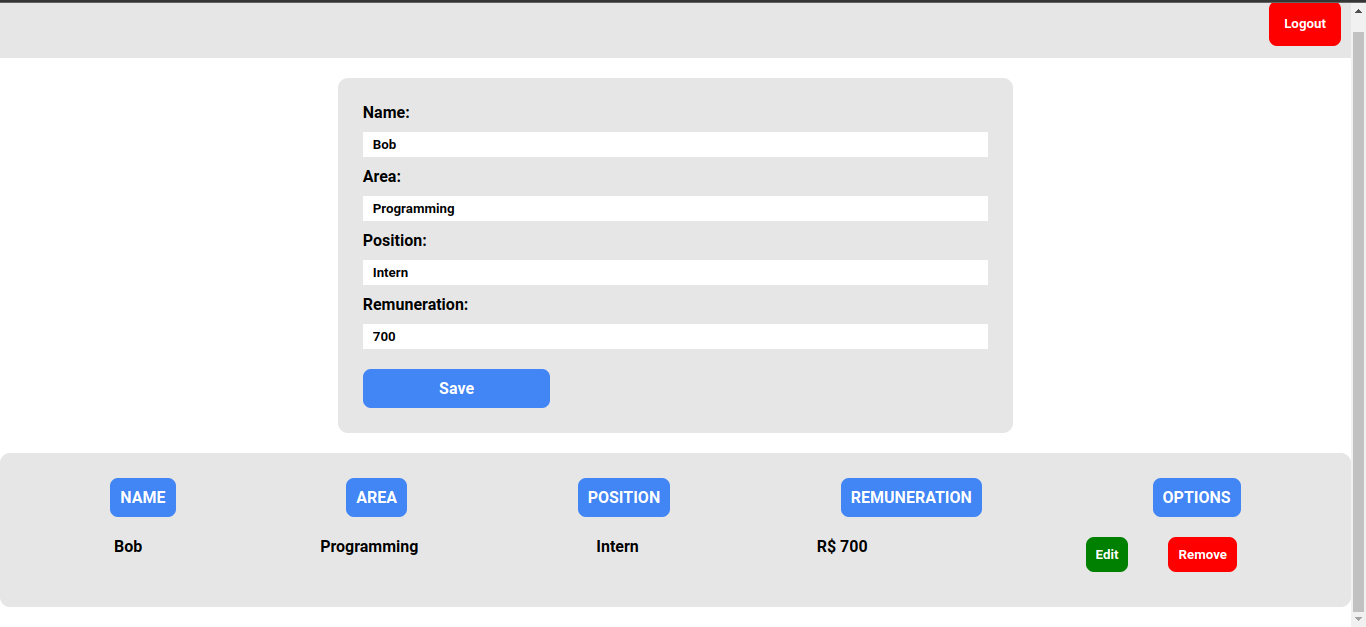 Logout
Name:
Bob
Area:
Programming
Position:
Intern
Remuneration:
700
Save
NAME AREA POSITION REMUNERATION OPTIONS
Bob Programming Intern R$ 700 Edit Remove